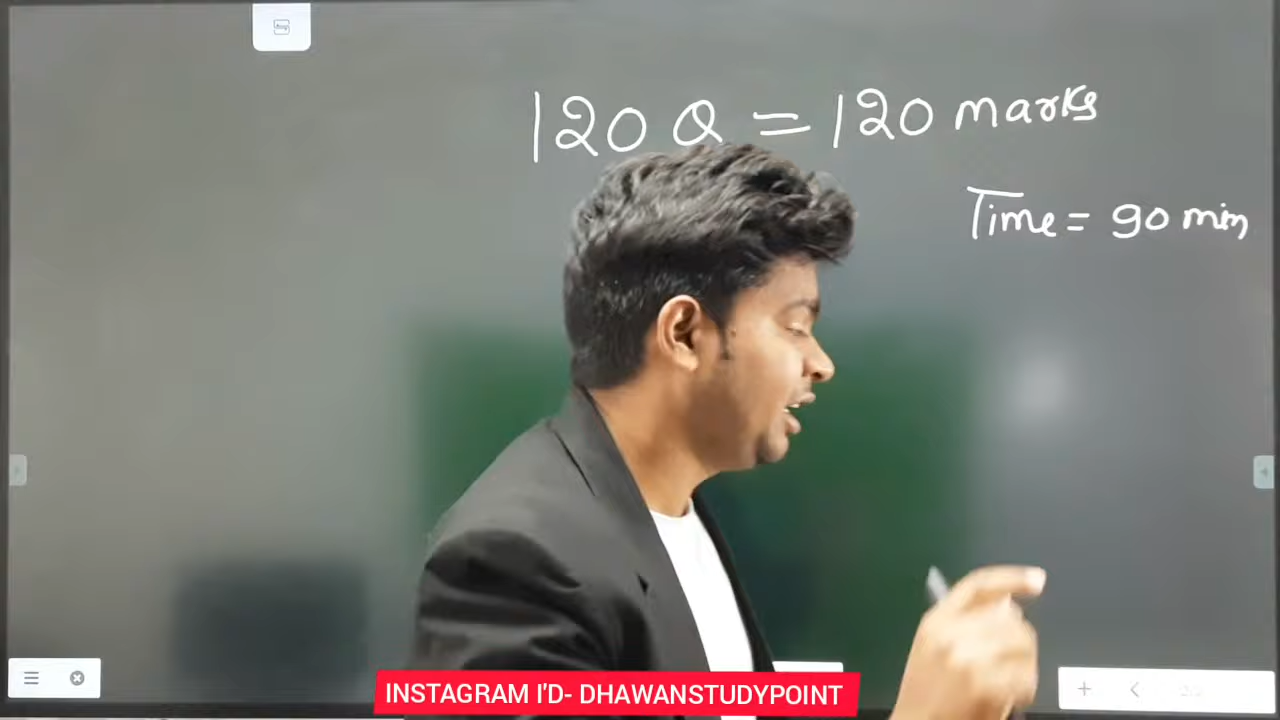 120 Q = 120 marks
Time = 90 min
INSTAGRAM I'D- DHAWANSTUDYPOINT